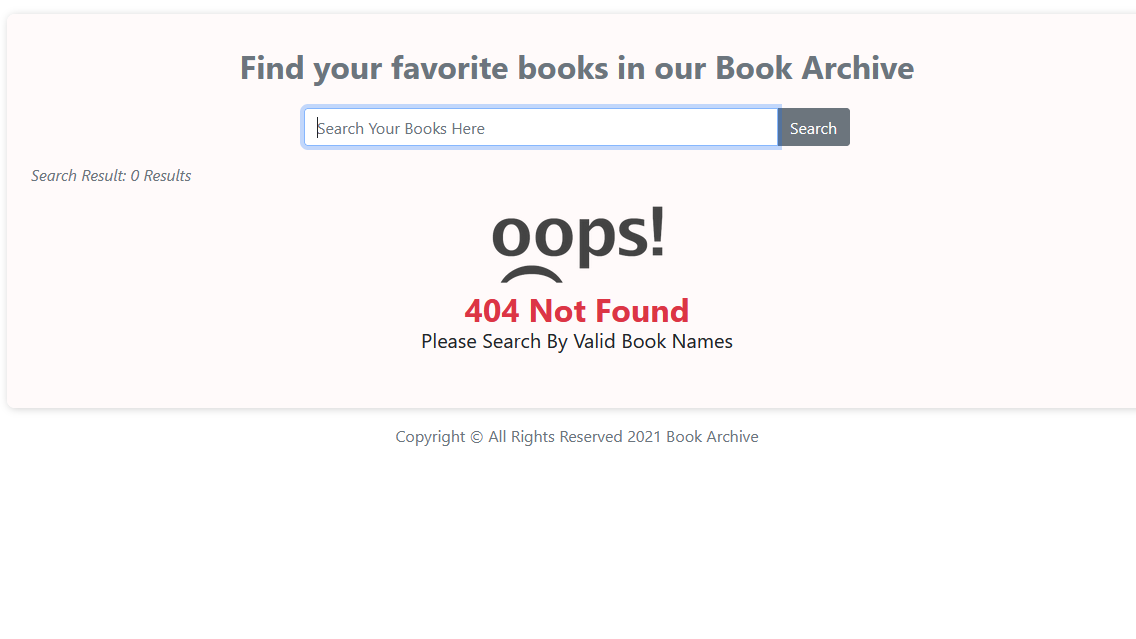 Find your favorite books in our Book Archive
Search Your Books Here
Search
Search Result: 0 Results
oops!
404 Not Found
Please Search By Valid Book Names
Copyright © All Rights Reserved 2021 Book Archive